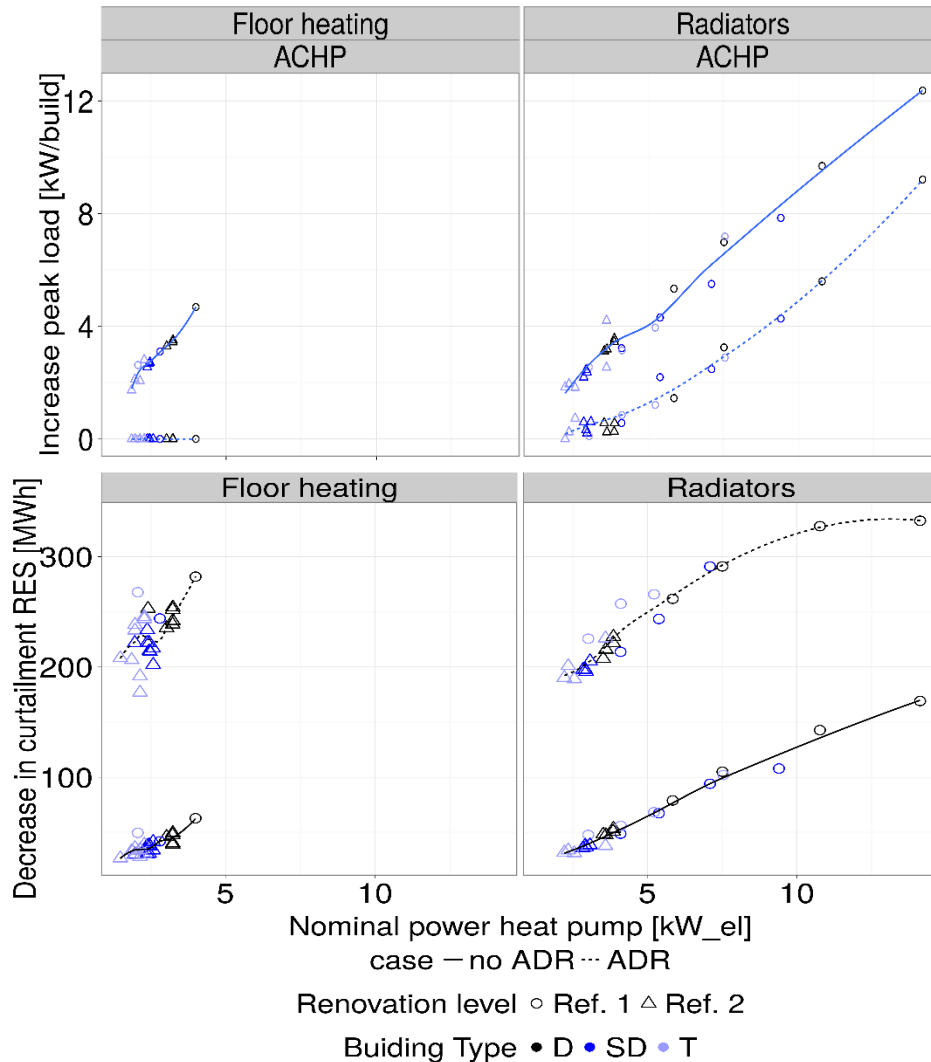 Floor heating
Radiators
ACHP
ACHP
Increase peak load [kW/build]
12
8
4
0
Floor heating
Radiators
Decrease in curtailment RES [MWh]
300
200
100
5
10
5
10
Nominal power heat pump [kW_el]
case no ADR ADR
Renovation level Ref. 1 Ref. 2
Buiding Type D SD T